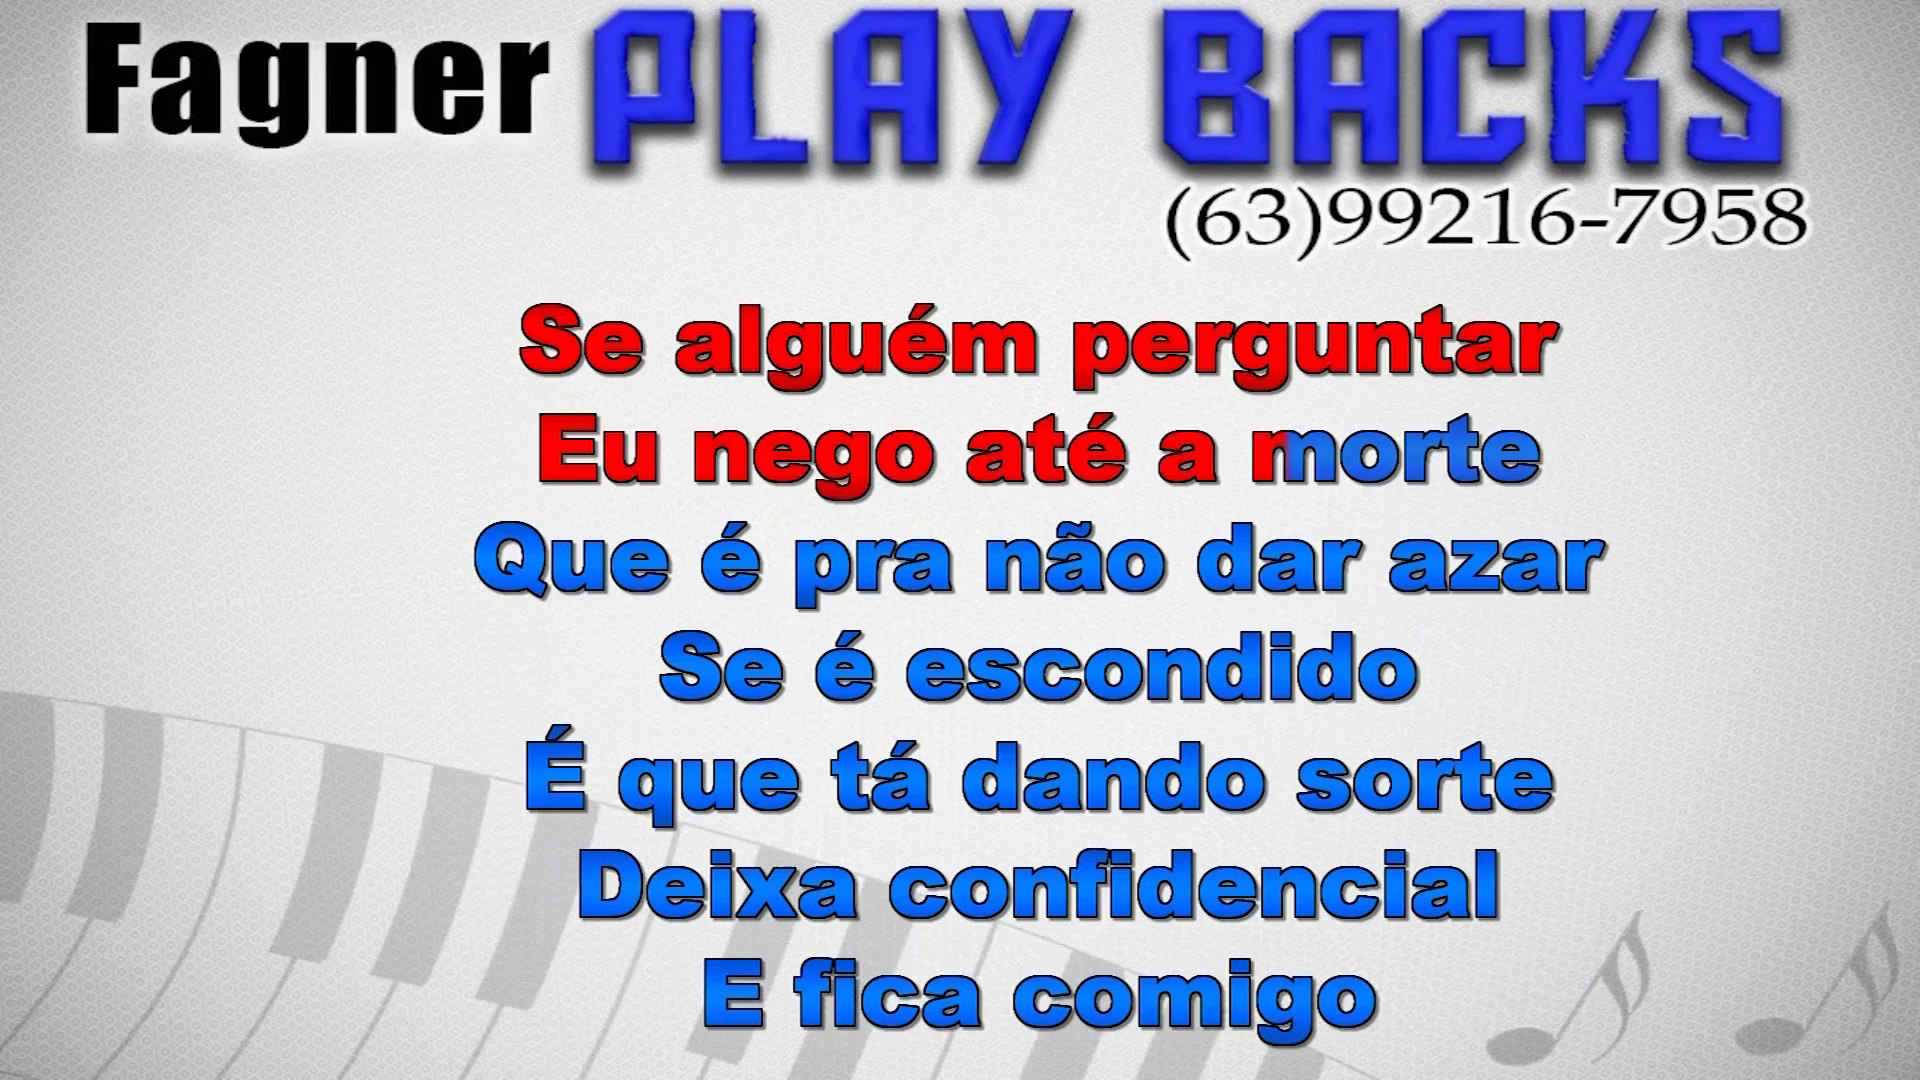 Fagner PLAY BACKS
(63)99216-7958
Se alguém perguntar
Eu nego até a morte
Que é pra não dar azar
Se é escondido
É que tá dando sorte
Deixa confidencial
E fica comigo